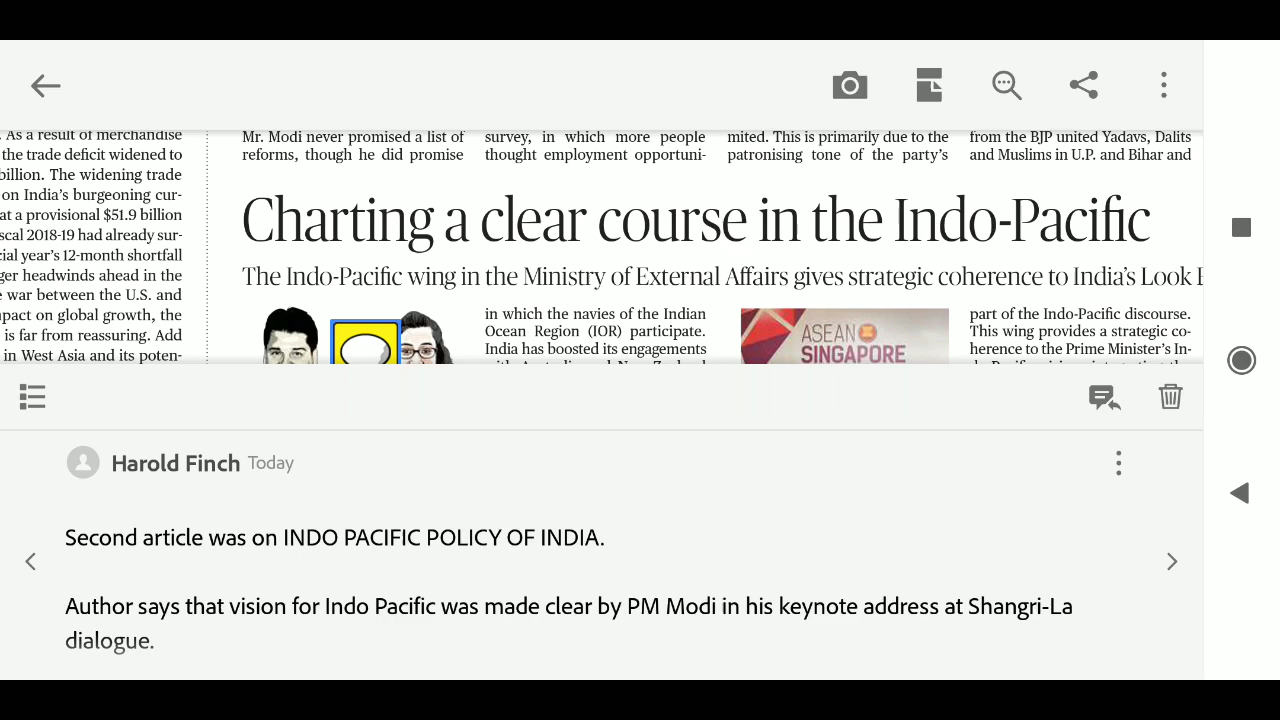 . As a result of merchandise
the trade deficit widened to
billion. The widening trade
on India's burgeoning cur-
at a provisional $51.9 billion
scal 2018-19 had already sur-
ial year's 12-month shortfall
ger headwinds ahead in the
war between the U.S. and
pact on global growth, the
is far from reassuring. Add
in West Asia and its poten-
Mr. Modi never promised a list of
reforms, though he did promise
survey, in which more people
thought employment opportuni-
mited. This is primarily due to the
patronising tone of the party's
from the BJP united Yadavs, Dalits
and Muslims in U.P. and Bihar and
Charting a clear course in the Indo-Pacific
The Indo-Pacific wing in the Ministry of External Affairs gives strategic coherence to India's Look
in which the navies of the Indian
Ocean Region (IOR) participate.
India has boosted its engagements
ASEAN
SINGAPORE
part of the Indo-Pacific discourse.
This wing provides a strategic co-
herence to the Prime Minister's In-
Harold Finch Today
Second article was on INDO PACIFIC POLICY OF INDIA.
Author says that vision for Indo Pacific was made clear by PM Modi in his keynote address at Shangri-La
dialogue.